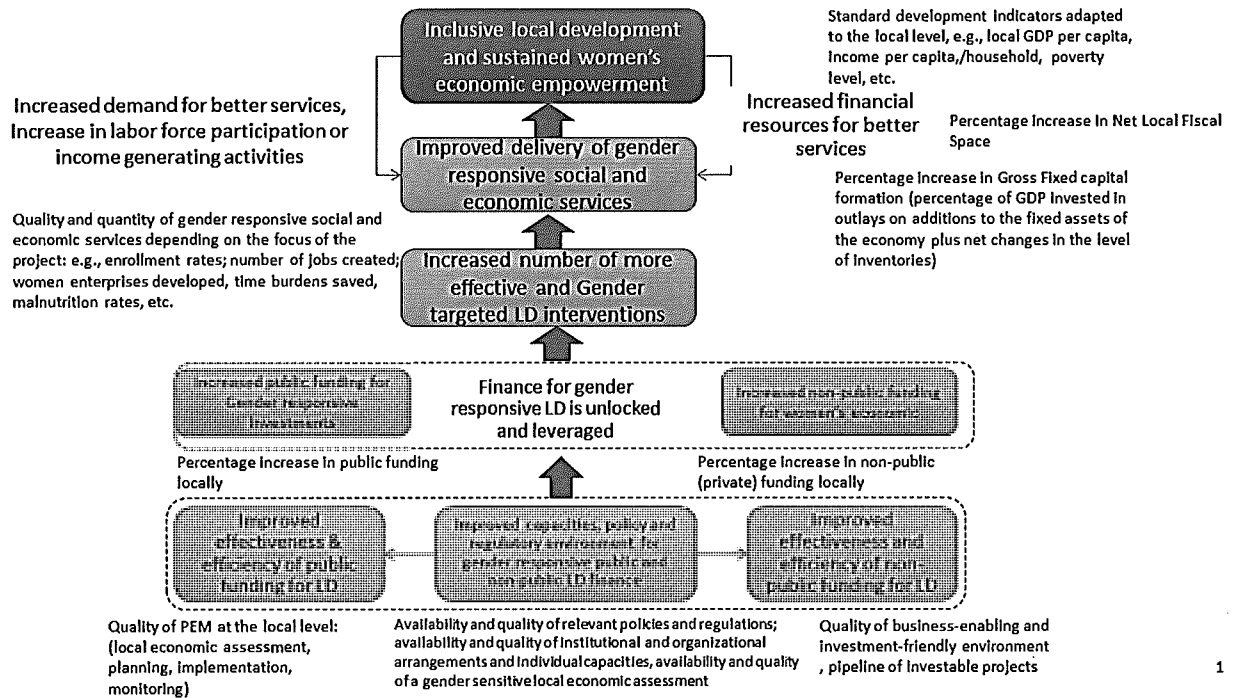 Inclusive local development
and sustained women's
economic empowerment
Standard development Indicators adapted
to the local level, e.g., local GDP per capita,
Income per capita,/household, poverty
level, etc.
Increased demand for better services,
Increase in labor force participation or
income generating activities
Increased financial
resources for better
services
Percentage Increase In Net Local Fiscal
Space
Improved delivery of gender
responsive social and
economic services
Percentage increase in Gross Fixed capital
formation (percentage of GDP Invested in
outlays on additions to the fixed assets of
the economy plus net changes in the level
of Inventories)
Quality and quantity of gender responsive social and
economic services depending on the focus of the
project: e.g., enrollment rates; number of jobs created;
women enterprises developed, time burdens saved,
malnutrition rates, etc.
Increased number of more
effective and Gender
targeted LD interventions
Increased public funding for
Gender responsive
Investments
Finance for gender
responsive LD is unlocked
and leveraged
Increased non-public funding
for women's economic
Percentage increase in public funding
locally
Percentage increase in non-public
(private) funding locally
Improved
effectiveness &
efficiency of public
funding for LD
Improved capacities, policy and
regulatory environment for
gender responsive public and
non public LD finance
Improved
effectiveness and
efficiency of non-
public funding for LD
Quality of PEM at the local level:
(local economic assessment,
planning, implementation,
monitoring)
Availability and quality of relevant policies and regulations;
availability and quality of institutional and organizational
arrangements and individual capacities, availability and quality
of a gender sensitive local economic assessment
Quality of business-enabling and
investment-friendly environment
, pipeline of investable projects
1